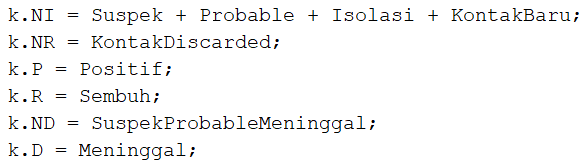 k.NI = Suspek + Probable + Isolasi + KontakBaru;
k.NR = KontakDiscarded;
k.P = Positif;
k.R = Sembuh;
k.ND = SuspekProbableMeninggal;
k.D = Meninggal;